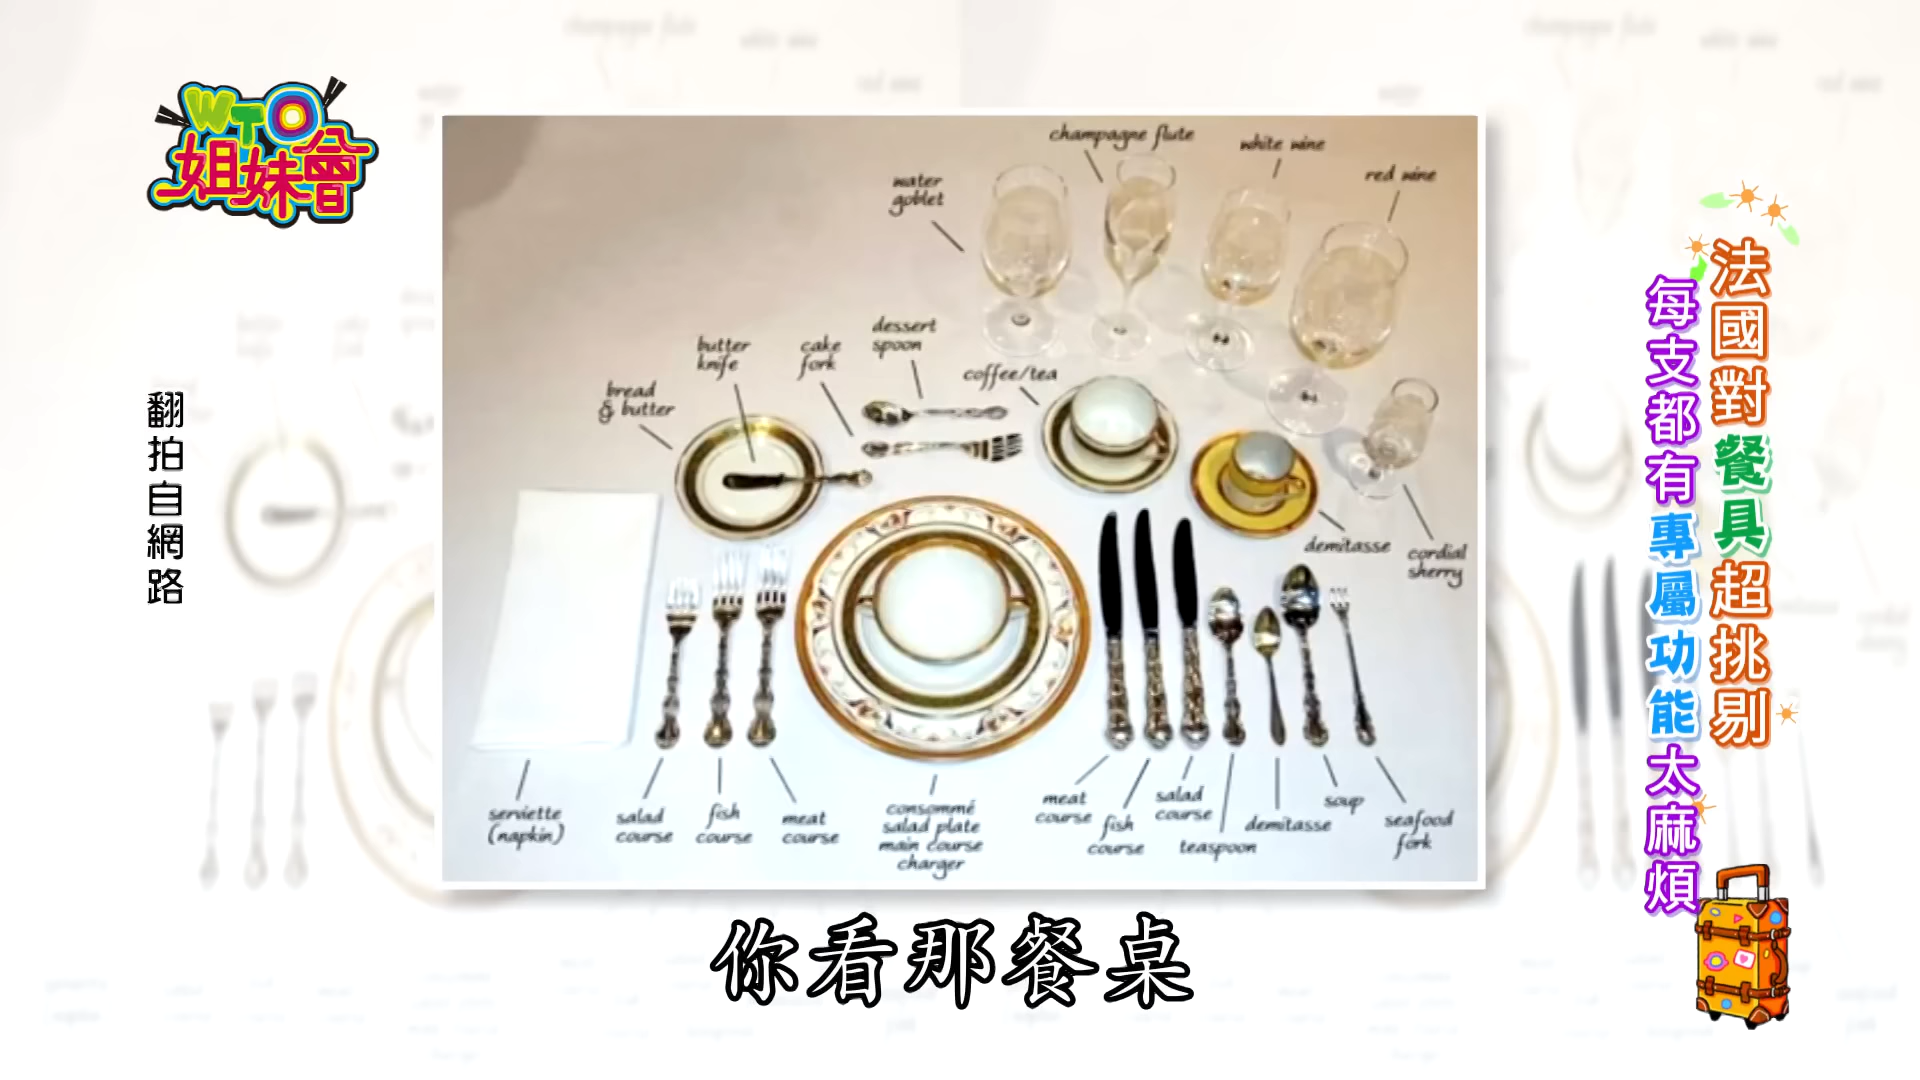 WTO
姐妹會
翻拍自網路
法國對餐具超挑剔
每支都有專屬功能太麻煩
champagne flute
white wine
red wine
water
goblet
dessert
spoon
butter
knife
cake
fork
coffee/tea
bread
& butter
demitasse
cordial
sherry
serviette
(napkin)
salad
course
fish
course
meat
course
consommé
salad plate
main course
charger
meat
course
fish
course
salad
course
teaspoon
demitasse
soup
seafood
fork
你看那餐桌